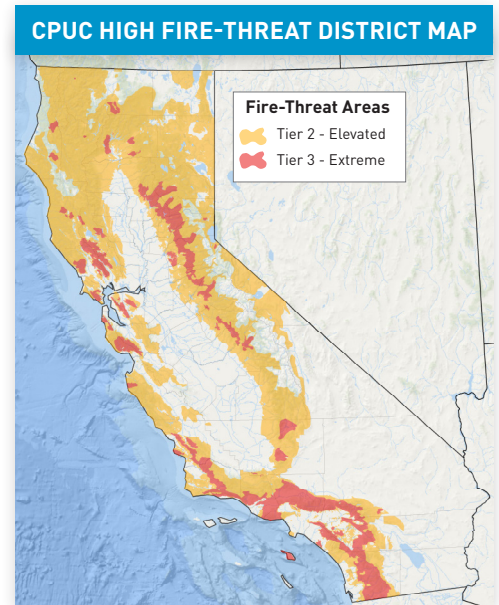 CPUC HIGH FIRE-THREAT DISTRICT MAP
Fire-Threat Areas
Tier 2 - Elevated
Tier 3 - Extreme